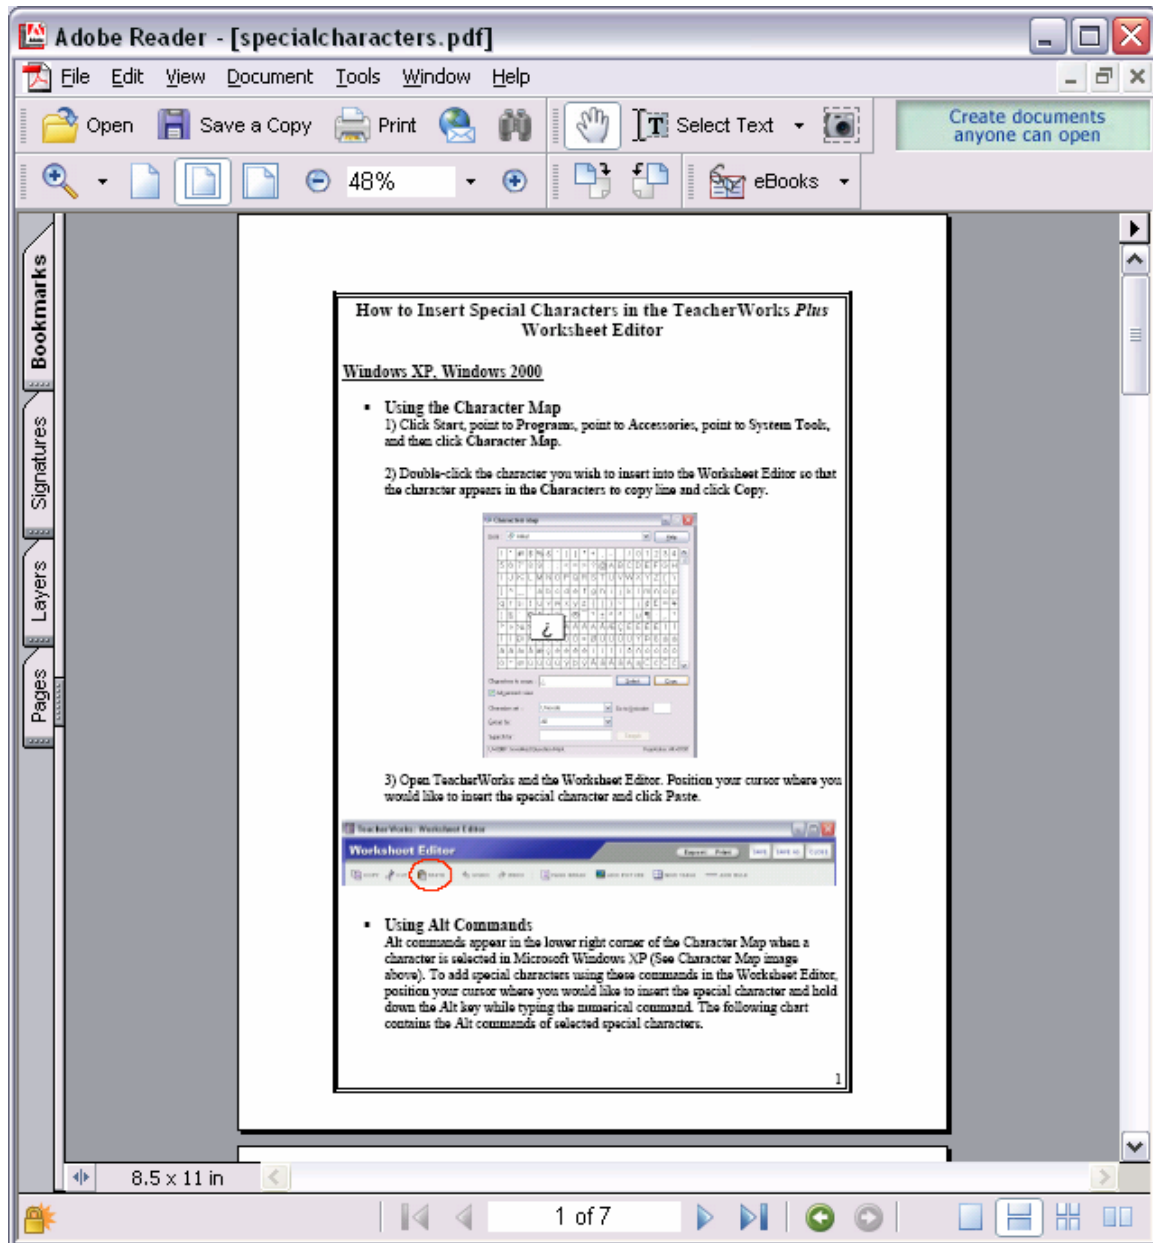 Adobe Reader - [specialcharacters.pdf]
File Edit View Document Tools Window Help
Open Save a Copy Print Select Text Create documents
anyone can open
48% eBooks
Bookmarks
Signatures
Layers
Pages
How to Insert Special Characters in the TeacherWorks Plus
Worksheet Editor
Windows XP, Windows 2000
▪ Using the Character Map
1) Click Start, point to Programs, point to Accessories, point to System Tools,
and then click Character Map.
2) Double-click the character you wish to insert into the Worksheet Editor so that
the character appears in the Characters to copy line and click Copy.
Character Map
¿
3) Open TeacherWorks and the Worksheet Editor. Position your cursor where you
would like to insert the special character and click Paste.
TeacherWorks: Worksheet Editor
Worksheet Editor
▪ Using Alt Commands
Alt commands appear in the lower right corner of the Character Map when a
character is selected in Microsoft Windows XP (See Character Map image
above). To add special characters using these commands in the Worksheet Editor,
position your cursor where you would like to insert the special character and hold
down the Alt key while typing the numerical command. The following chart
contains the Alt commands of selected special characters.
1
8.5 x 11 in
1 of 7